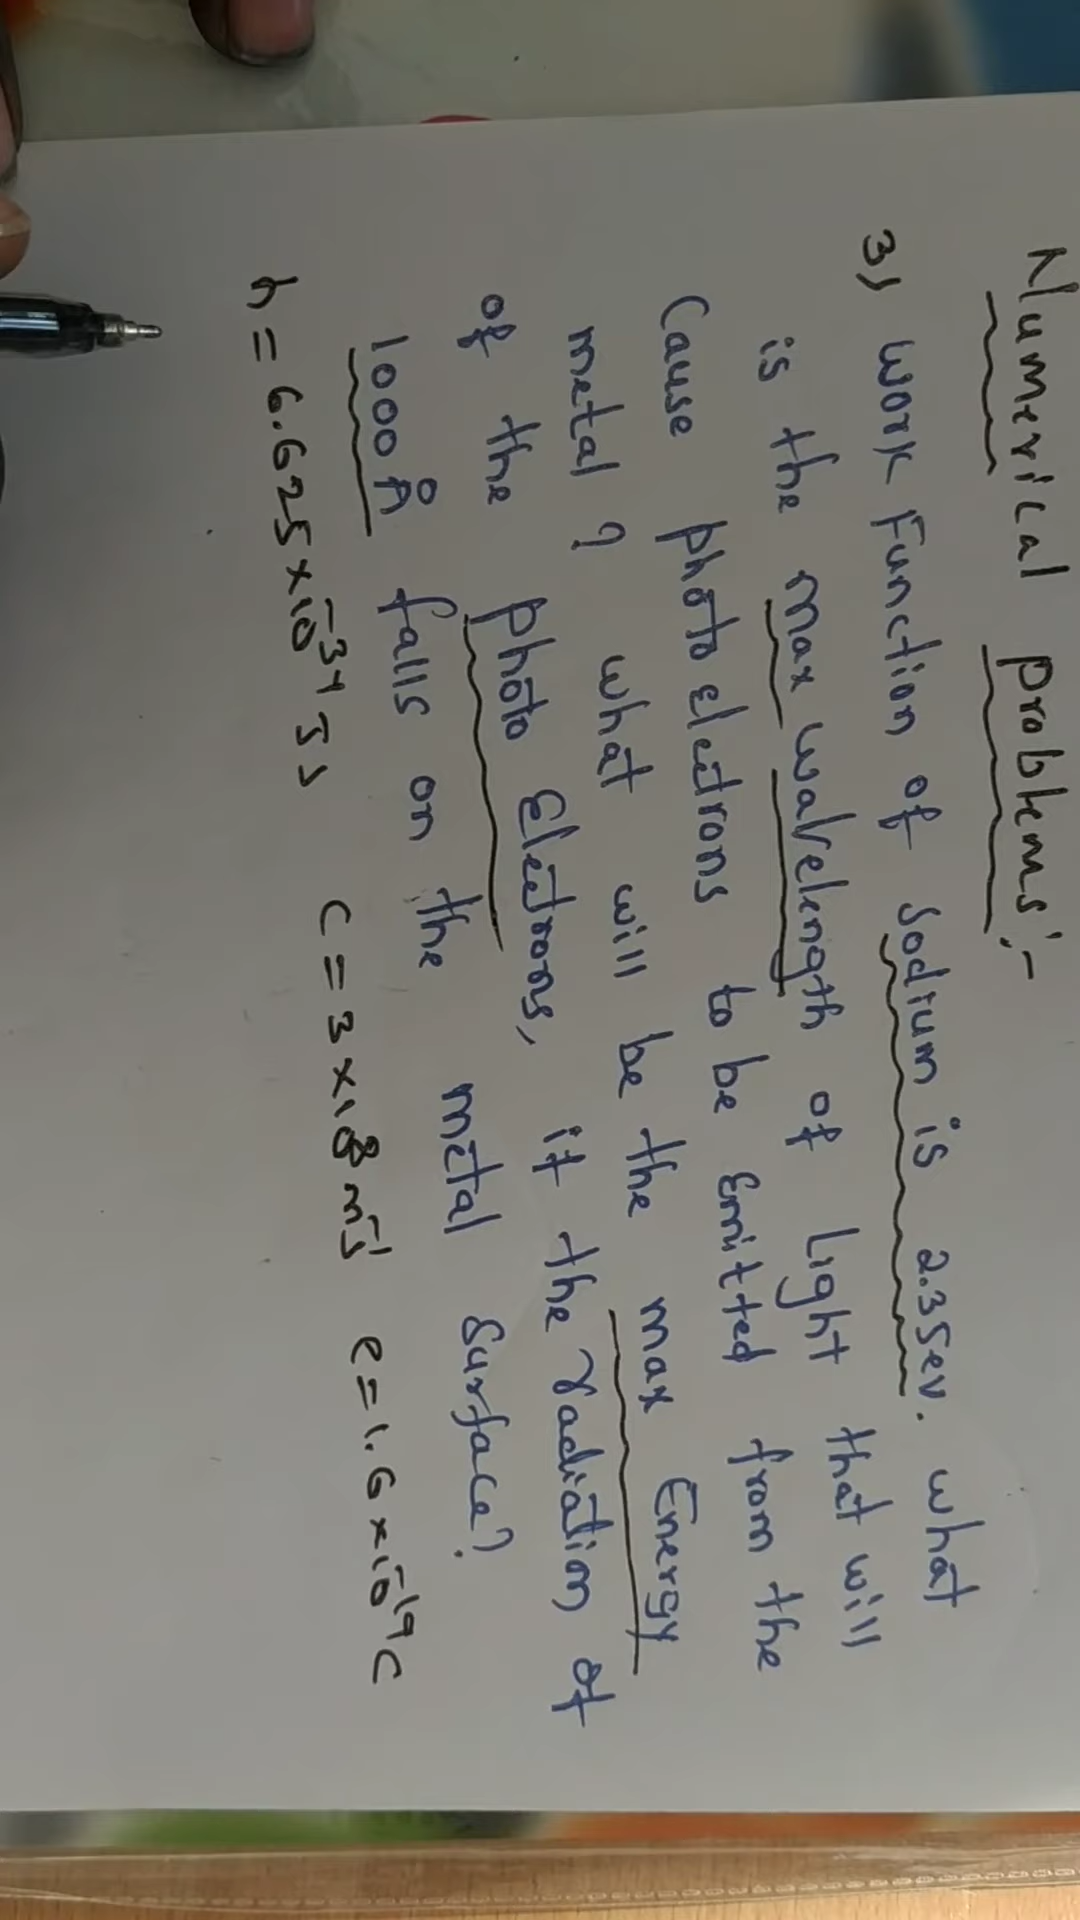 Numerical problems:-
3) Work Function of Sodium is 2.35ev. what
is the max wavelength of Light that will
Cause photo electrons to be Emitted from the
metal? what will be the max Energy
of the photo Electrons, if the radiation of
1000 Å falls on the metal Surface?
h = 6.625×10⁻³⁴ Js C = 3×10⁸ ms⁻¹ e = 1.6×10⁻¹⁹C